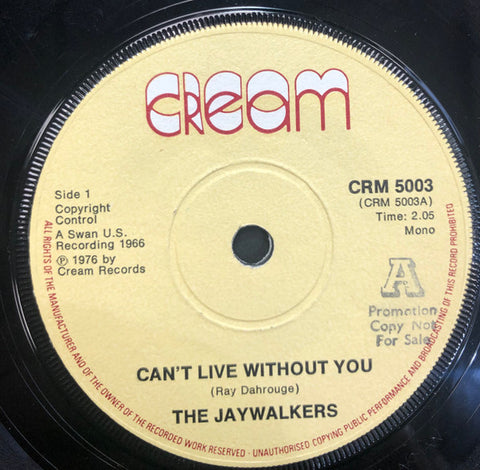 CREAM
Side 1
Copyright
Control
A Swan U.S.
Recording 1966
℗ 1976 by
Cream Records
CRM 5003
(CRM 5003A)
Time: 2.05
Mono
A
Promotion
Copy Not
For Sale
CAN'T LIVE WITHOUT YOU
(Ray Dahrouge)
THE JAYWALKERS
ALL RIGHTS OF THE MANUFACTURER AND OF THE OWNER OF THE RECORDED WORK RESERVED - UNAUTHORISED COPYING PUBLIC PERFORMANCE AND BROADCASTING OF THIS RECORD PROHIBITED